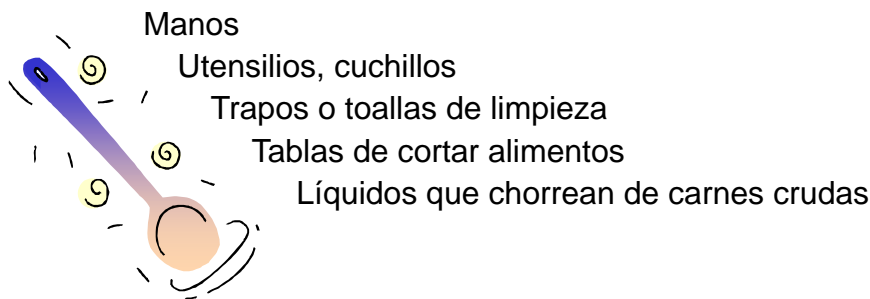 Manos
Utensilios, cuchillos
Trapos o toallas de limpieza
Tablas de cortar alimentos
Líquidos que chorrean de carnes crudas